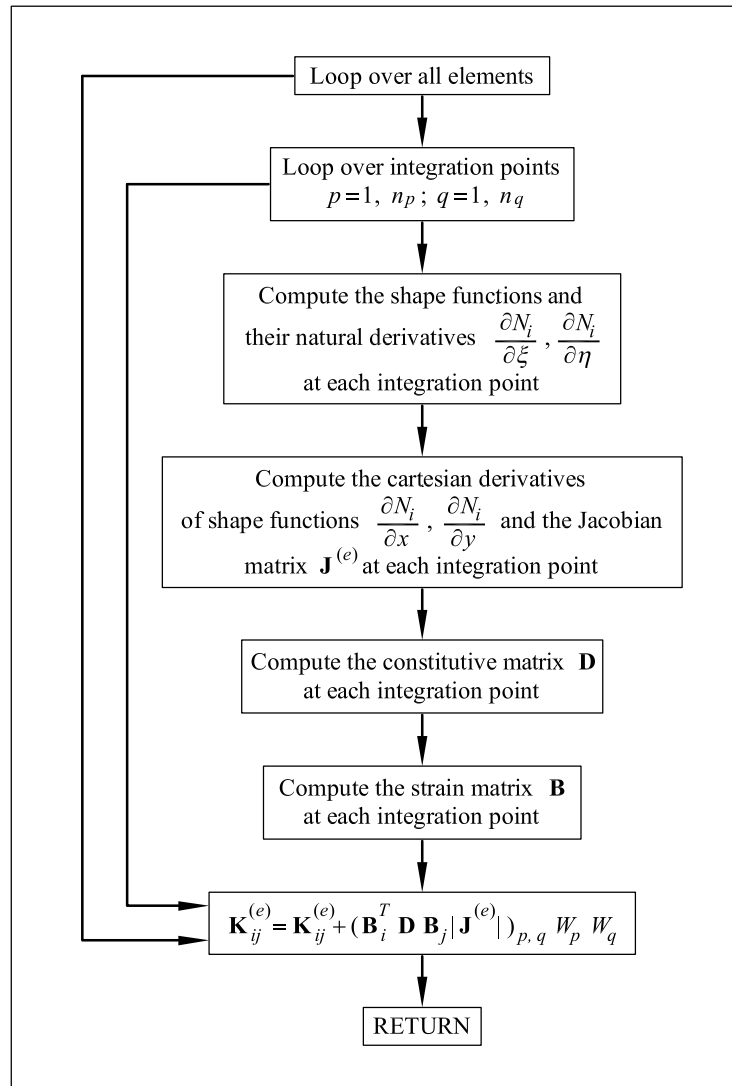 Loop over all elements
Loop over integration points
p=1, n_p ; q=1, n_q
Compute the shape functions and
their natural derivatives ∂N_i/∂ξ , ∂N_i/∂η
at each integration point
Compute the cartesian derivatives
of shape functions ∂N_i/∂x , ∂N_i/∂y and the Jacobian
matrix J^(e) at each integration point
Compute the constitutive matrix D
at each integration point
Compute the strain matrix B
at each integration point
K_ij^(e) = K_ij^(e) + (B_i^T D B_j |J^(e)|)_p,q W_p W_q
RETURN